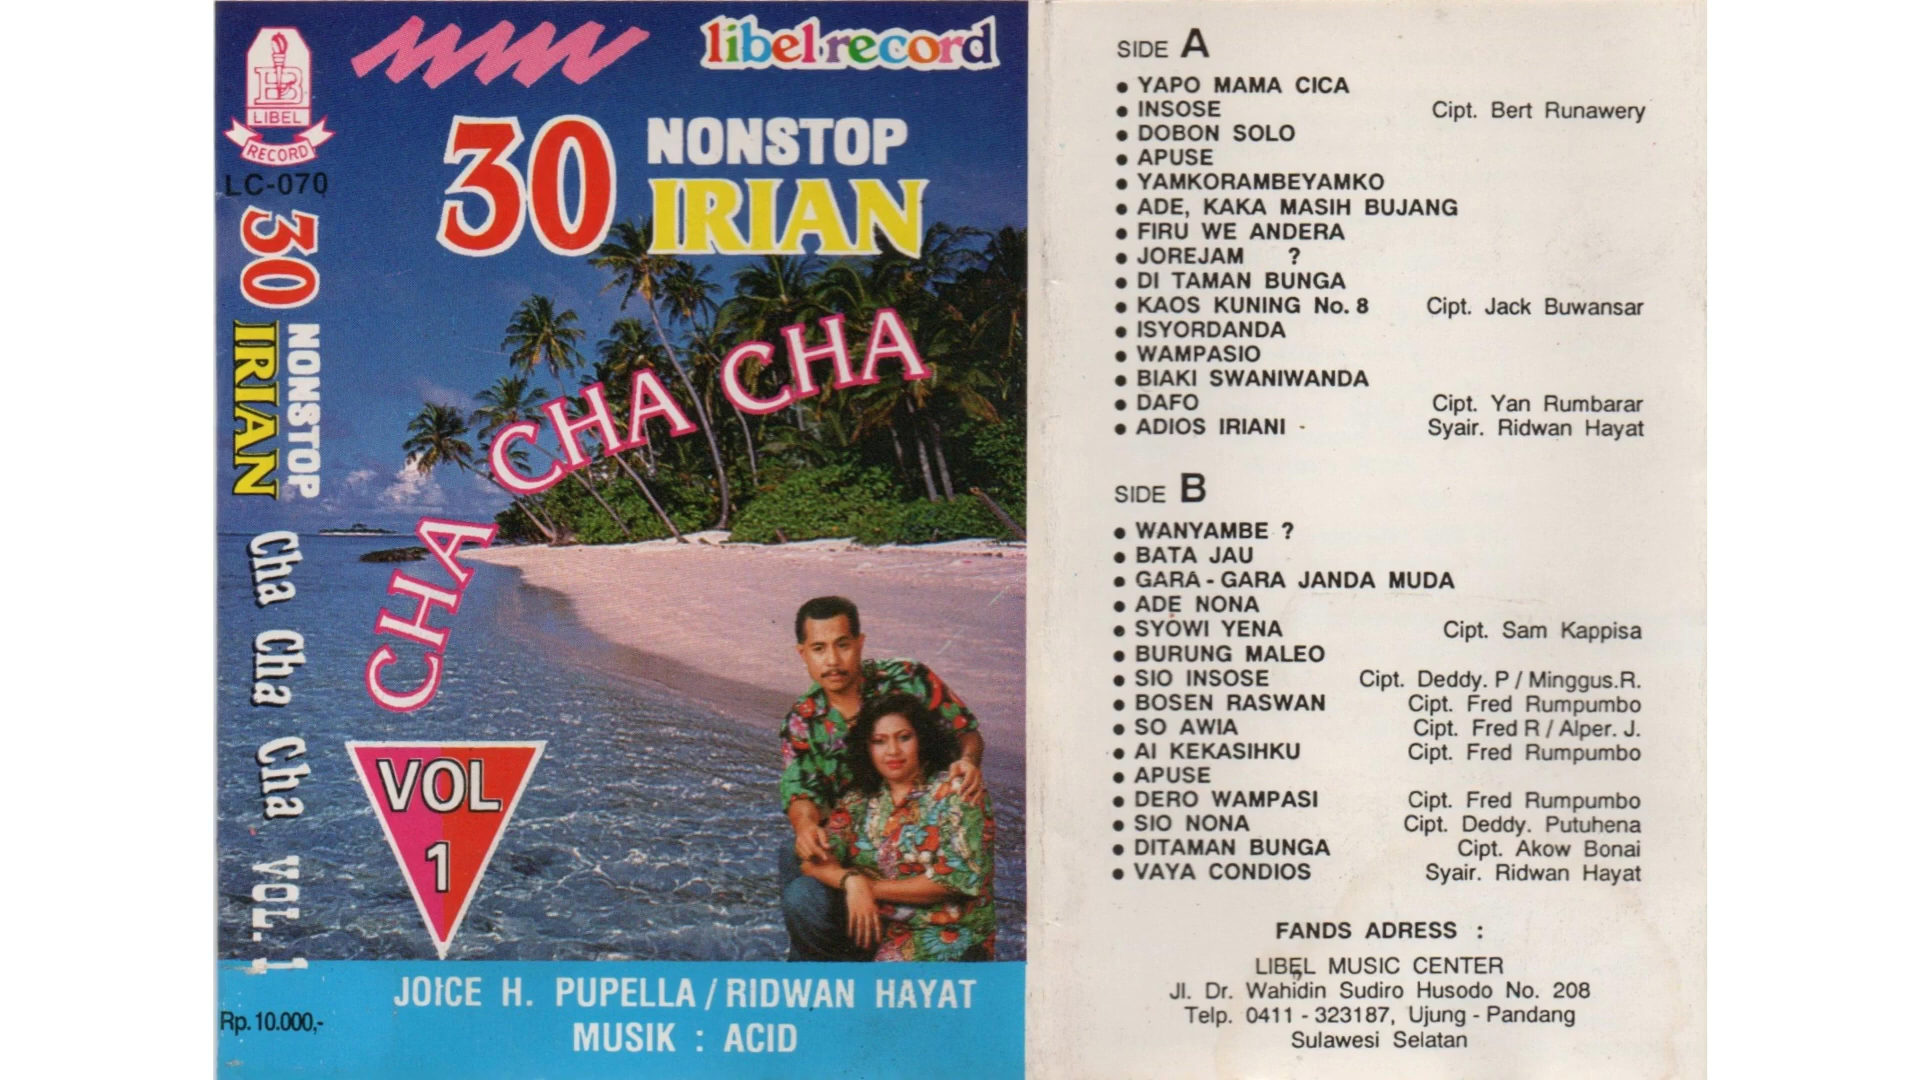 LIBEL
RECORD
LC-070
30 NONSTOP IRIAN Cha Cha Cha VOL.1
Rp.10.000,-
libel record
30 NONSTOP
IRIAN
CHA CHA CHA
VOL
1
JOICE H. PUPELLA / RIDWAN HAYAT
MUSIK : ACID
SIDE A
• YAPO MAMA CICA
• INSOSE Cipt. Bert Runawery
• DOBON SOLO
• APUSE
• YAMKORAMBEYAMKO
• ADE, KAKA MASIH BUJANG
• FIRU WE ANDERA
• JOREJAM ?
• DI TAMAN BUNGA
• KAOS KUNING No. 8 Cipt. Jack Buwansar
• ISYORDANDA
• WAMPASIO
• BIAKI SWANIWANDA
• DAFO Cipt. Yan Rumbarar
• ADIOS IRIANI - Syair. Ridwan Hayat
SIDE B
• WANYAMBE ?
• BATA JAU
• GARA - GARA JANDA MUDA
• ADE NONA
• SYOWI YENA Cipt. Sam Kappisa
• BURUNG MALEO
• SIO INSOSE Cipt. Deddy. P / Minggus.R.
• BOSEN RASWAN Cipt. Fred Rumpumbo
• SO AWIA Cipt. Fred R / Alper. J.
• AI KEKASIHKU Cipt. Fred Rumpumbo
• APUSE
• DERO WAMPASI Cipt. Fred Rumpumbo
• SIO NONA Cipt. Deddy. Putuhena
• DITAMAN BUNGA Cipt. Akow Bonai
• VAYA CONDIOS Syair. Ridwan Hayat
FANDS ADRESS :
LIBEL MUSIC CENTER
Jl. Dr. Wahidin Sudiro Husodo No. 208
Telp. 0411 - 323187, Ujung - Pandang
Sulawesi Selatan